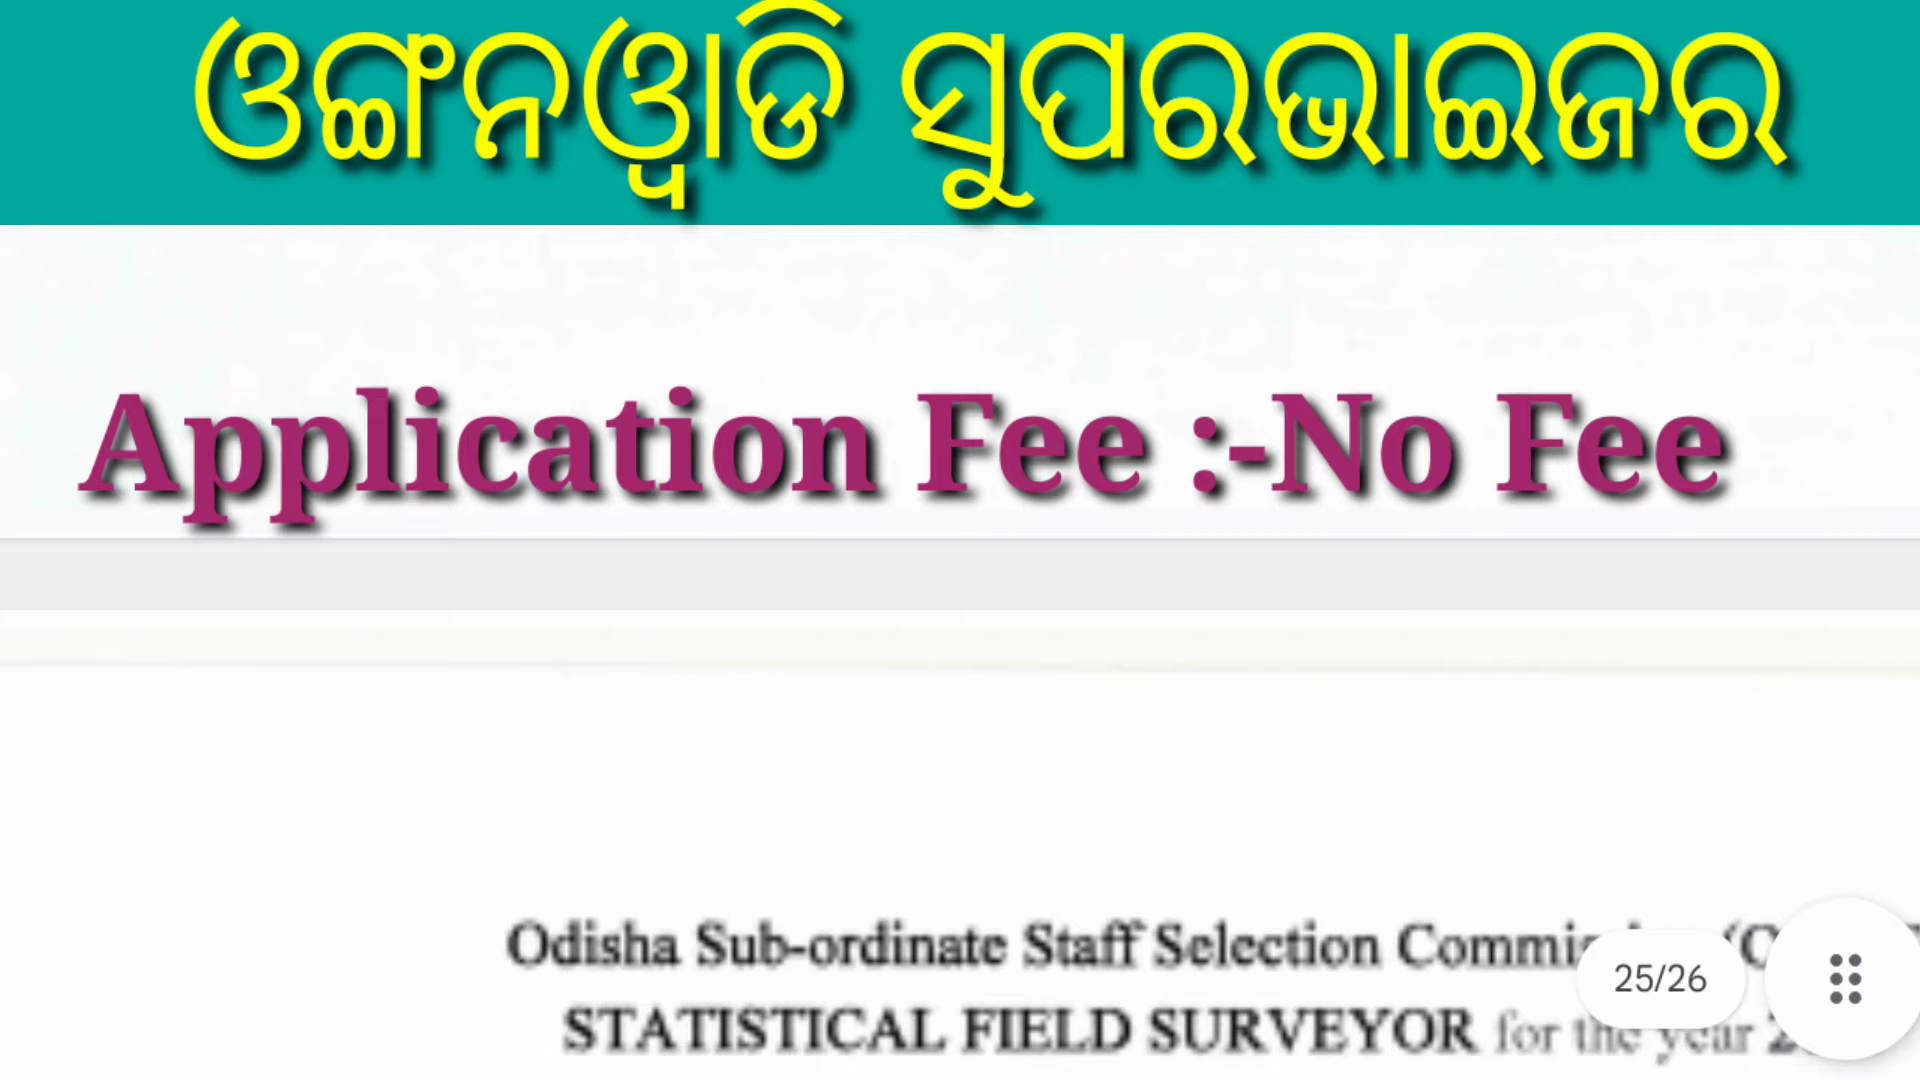 ଓଙ୍ଗନୱାଡି ସୁପରଭାଇଜର
Application Fee :-No Fee
Odisha Sub-ordinate Staff Selection
STATISTICAL FIELD SURVEYOR for the year
25/26